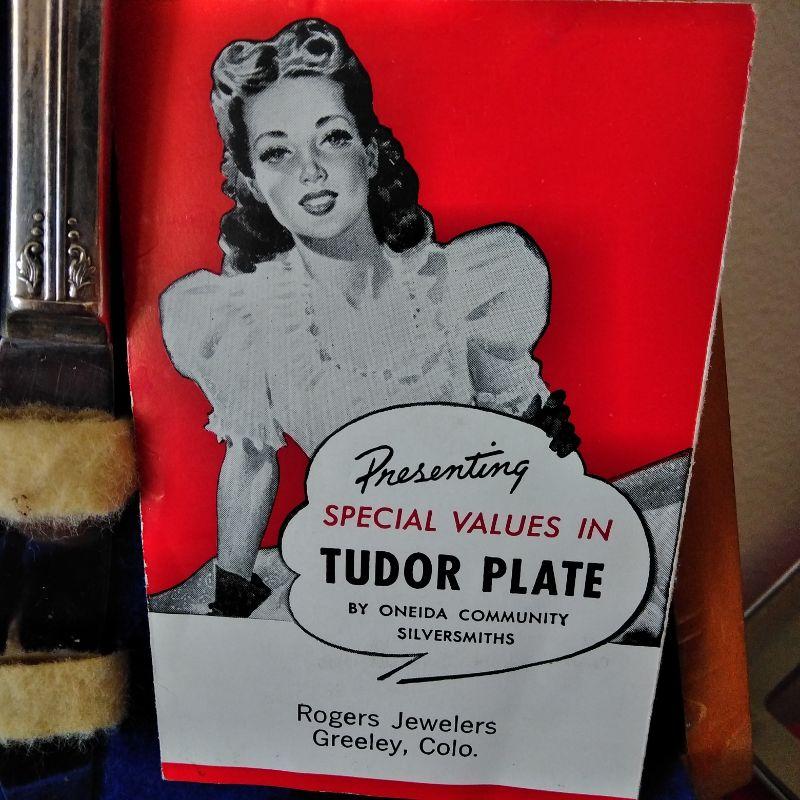 Presenting
SPECIAL VALUES IN
TUDOR PLATE
BY ONEIDA COMMUNITY
SILVERSMITHS
Rogers Jewelers
Greeley, Colo.